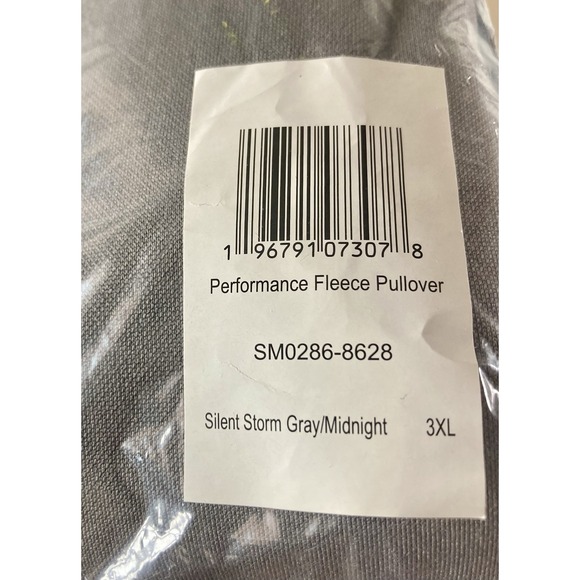 1 96791 07307 8
Performance Fleece Pullover
SM0286-8628
Silent Storm Gray/Midnight 3XL